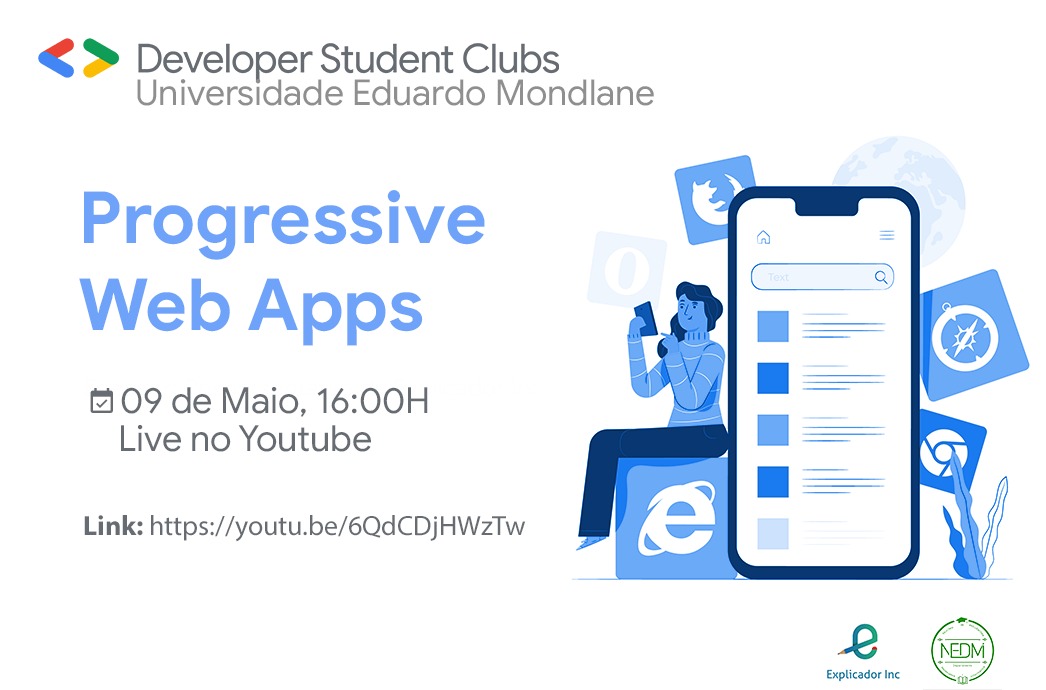 Developer Student Clubs
Universidade Eduardo Mondlane
Progressive
Web Apps
09 de Maio, 16:00H
Live no Youtube
Link: https://youtu.be/6QdCDjHWzTw
Text
Explicador Inc
NEDM